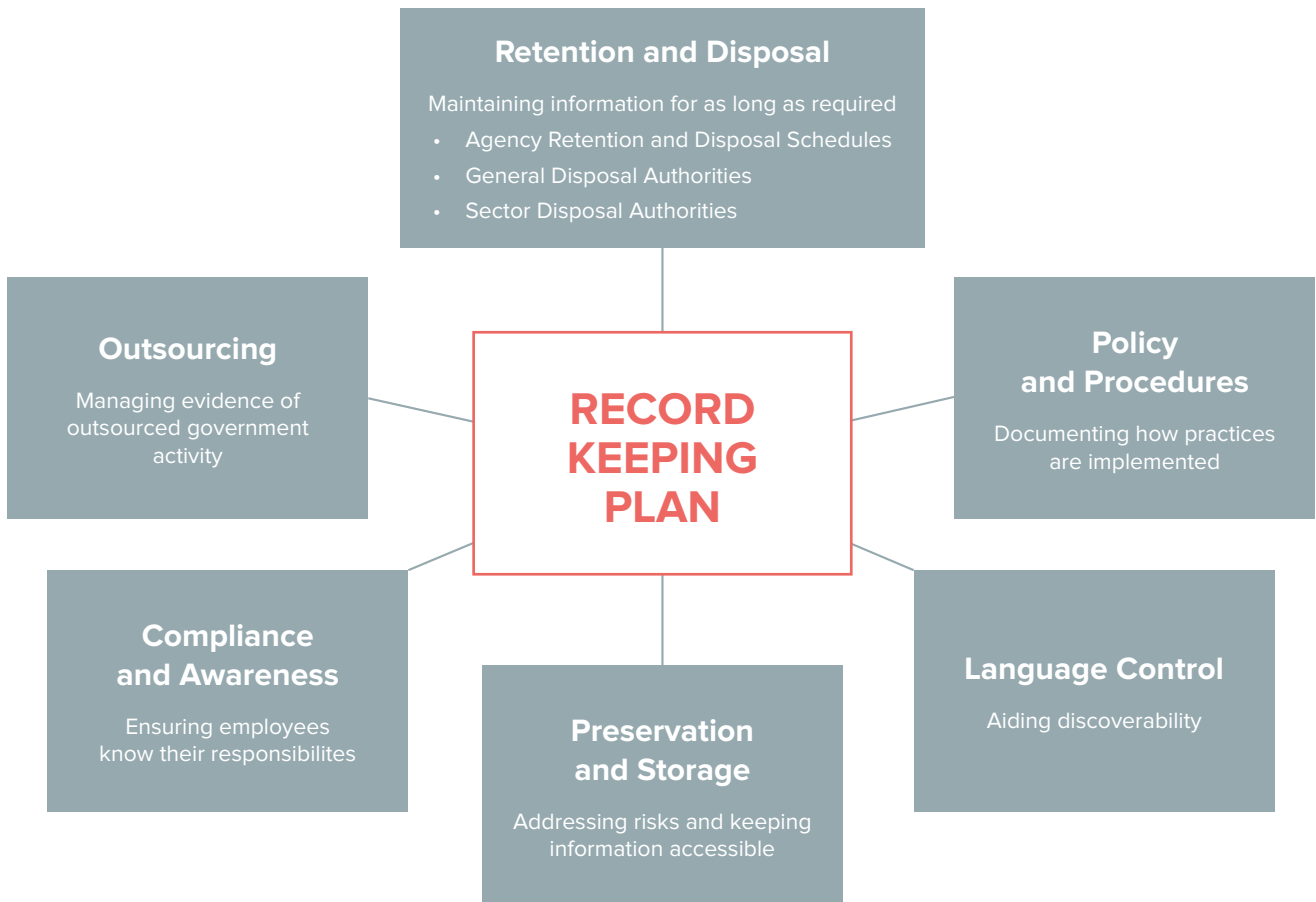 Retention and Disposal
Maintaining information for as long as required
• Agency Retention and Disposal Schedules
• General Disposal Authorities
• Sector Disposal Authorities
Outsourcing
Managing evidence of
outsourced government
activity
RECORD
KEEPING
PLAN
Policy
and Procedures
Documenting how practices
are implemented
Compliance
and Awareness
Ensuring employees
know their responsibilites
Preservation
and Storage
Addressing risks and keeping
information accessible
Language Control
Aiding discoverability